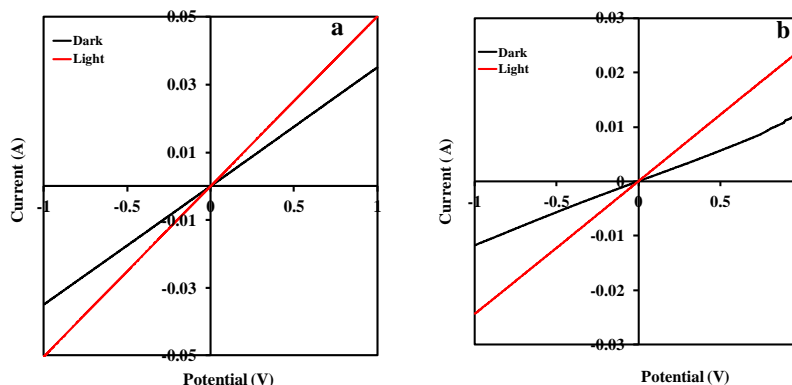 a
Dark
Light
0.05
0.03
0.01
-0.01
-0.03
-0.05
-1
-0.5
0
0.5
1
Current (A)
Potential (V)
b
Dark
Light
0.03
0.02
0.01
0
-0.01
-0.02
-0.03
-1
-0.5
0
0.5
Current (A)
Potential (V)